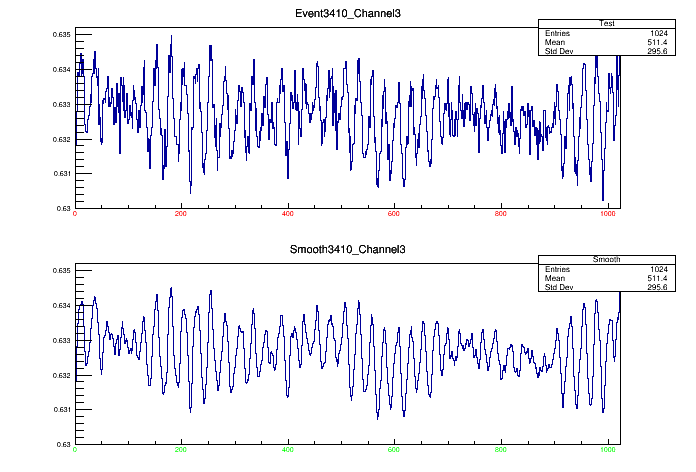 Event3410_Channel3
Test
Entries 1024
Mean 511.4
Std Dev 295.6
0.635
0.634
0.633
0.632
0.631
0.63
0 200 400 600 800 1000
Smooth3410_Channel3
Smooth
Entries 1024
Mean 511.4
Std Dev 295.6
0.635
0.634
0.633
0.632
0.631
0.63
0 200 400 600 800 1000